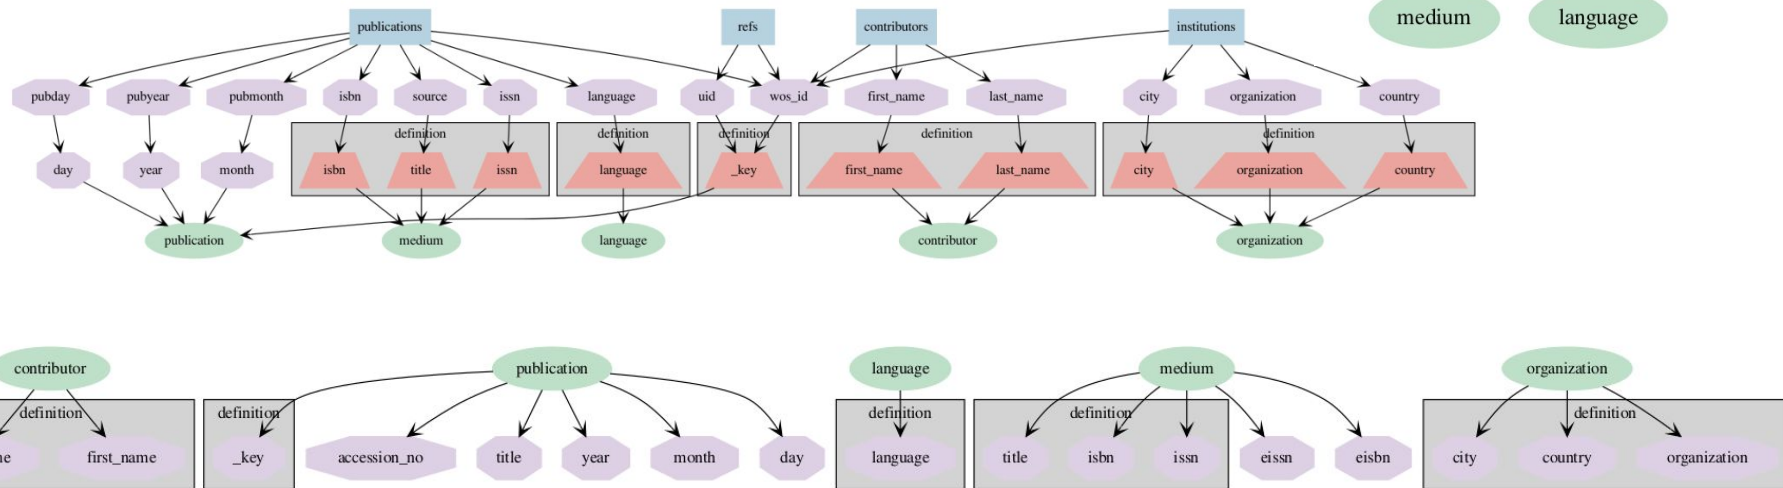 medium language
publications refs contributors institutions
pubday pubyear pubmonth isbn source issn language uid wos_id first_name last_name city organization country
definition definition definition definition definition
day year month isbn title issn language _key first_name last_name city organization country
publication medium language contributor organization
contributor publication language medium organization
definition definition definition definition definition
ne first_name _key accession_no title year month day language title isbn issn eissn eisbn city country organization